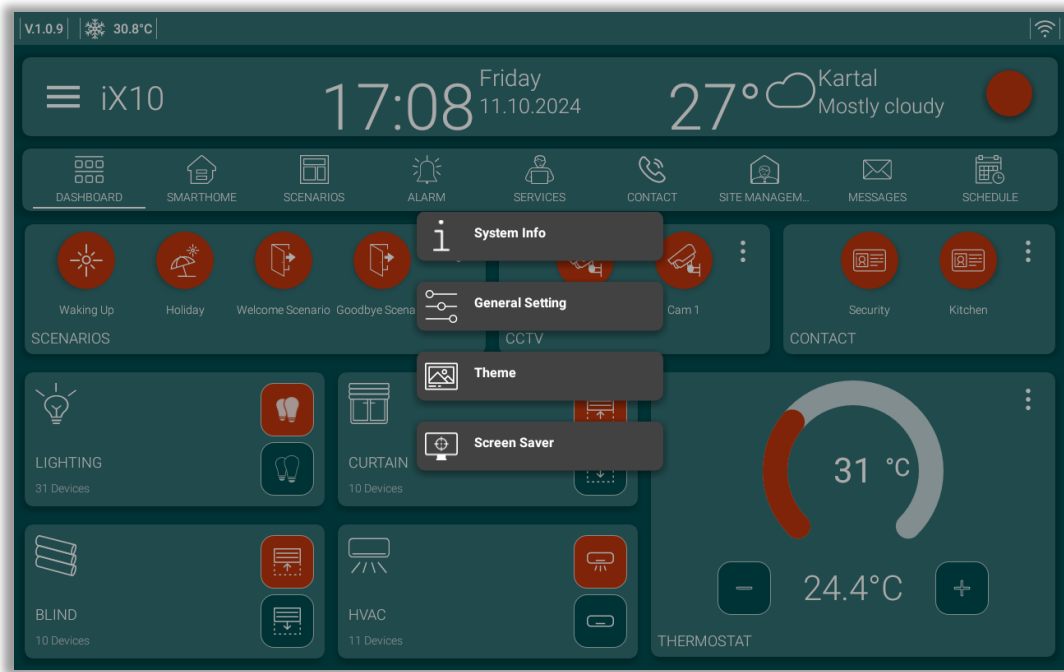 V.1.0.9 30.8°C
iX10
17:08
Friday
11.10.2024
27°
Kartal
Mostly cloudy
DASHBOARD SMARTHOME SCENARIOS ALARM SERVICES CONTACT SITE MANAGEM... MESSAGES SCHEDULE
System Info
General Setting
Theme
Screen Saver
Waking Up Holiday Welcome Scenario Goodbye Scena
SCENARIOS
Cam 1
CCTV
Security Kitchen
CONTACT
LIGHTING
31 Devices
CURTAIN
10 Devices
BLIND
10 Devices
HVAC
11 Devices
31 °C
24.4°C
THERMOSTAT